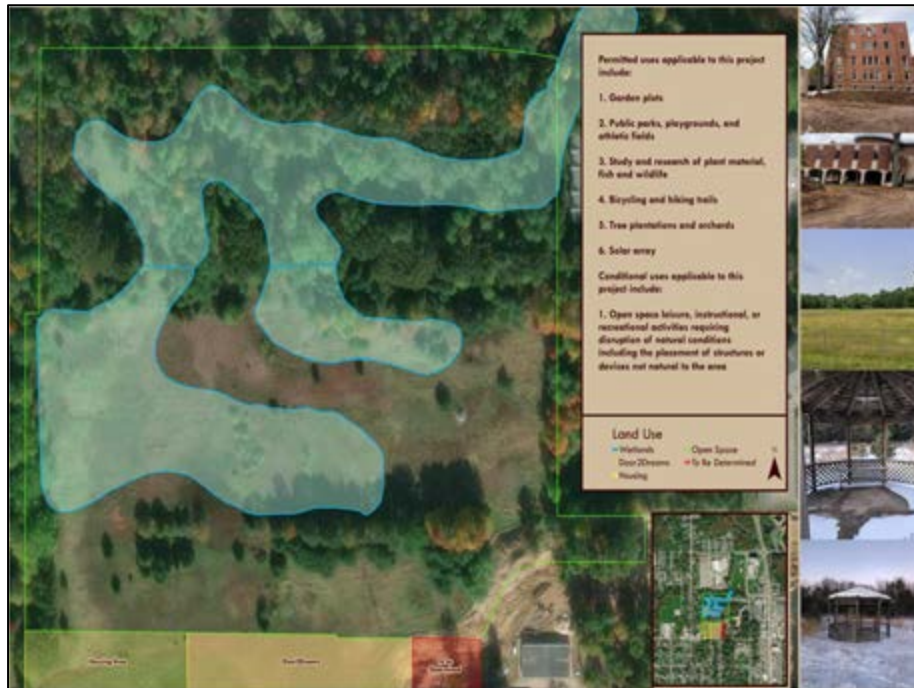 Permitted uses applicable to this project
include:
1. Garden plots
2. Public parks, playgrounds, and
athletic fields
3. Study and research of plant material,
fish and wildlife
4. Bicycling and hiking trails
5. Tree plantations and orchards
6. Solar array
Conditional uses applicable to this
project include:
1. Open space leisure, instructional, or
recreational activities requiring
disruption of natural conditions
including the placement of structures or
devices not natural to the area
Land Use
Wetlands
Open Space
Door2Dreams
To Be Determined
Housing
N
Housing Area
Door2Dreams